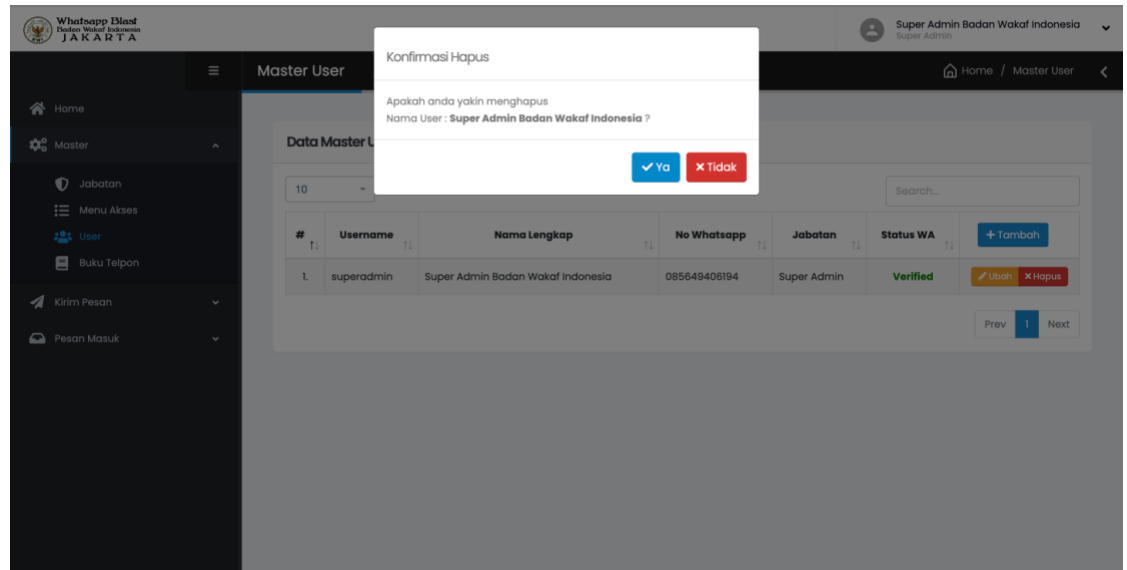 Whatsapp Blast
Badan Wakaf Indonesia
JAKARTA
Super Admin Badan Wakaf Indonesia
Super Admin
Master User
Home / Master User
Konfirmasi Hapus
Apakah anda yakin menghapus
Nama User : Super Admin Badan Wakaf Indonesia ?
Ya
Tidak
Home
Master
Jabatan
Menu Akses
User
Buku Telpon
Kirim Pesan
Pesan Masuk
Data Master U
10
Search...
# Username Nama Lengkap No Whatsapp Jabatan Status WA + Tambah
1. superadmin Super Admin Badan Wakaf Indonesia 085649406194 Super Admin Verified Ubah Hapus
Prev 1 Next